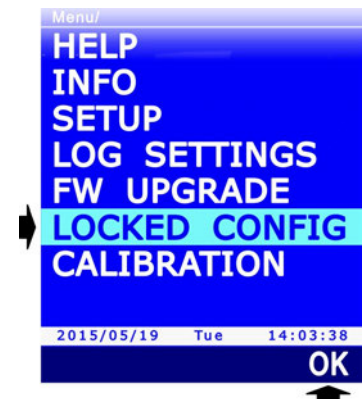 Menu/
HELP
INFO
SETUP
LOG SETTINGS
FW UPGRADE
LOCKED CONFIG
CALIBRATION
2015/05/19 Tue 14:03:38
OK